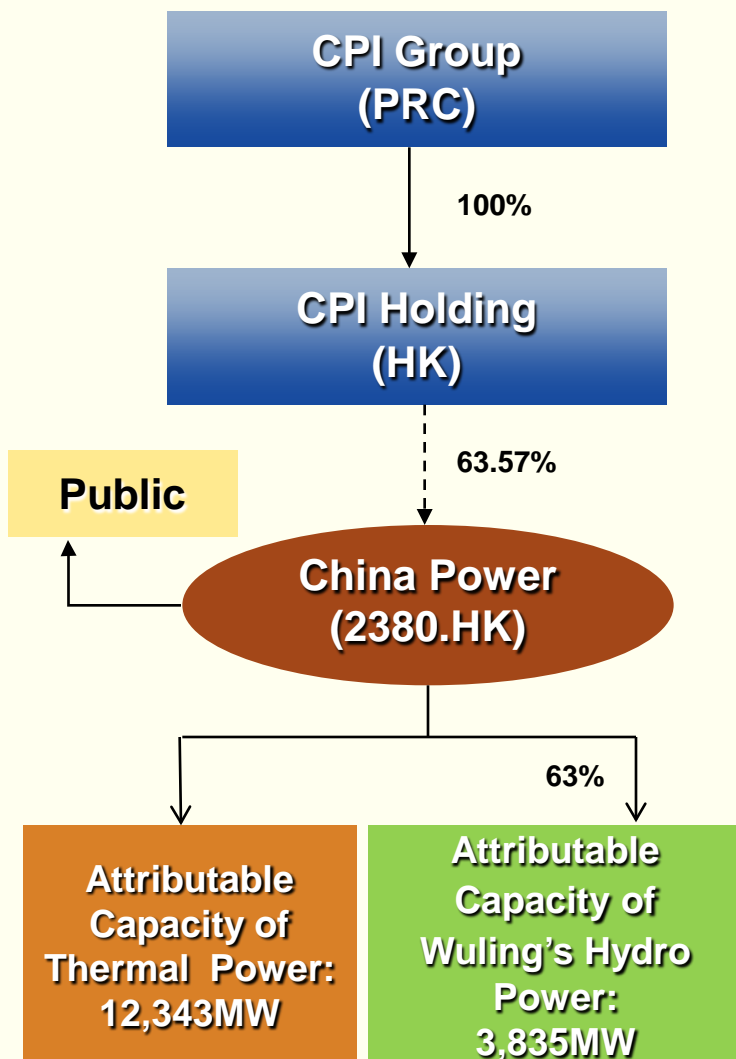 CPI Group
(PRC)
100%
CPI Holding
(HK)
63.57%
Public
China Power
(2380.HK)
63%
Attributable
Capacity of
Thermal Power:
12,343MW
Attributable
Capacity of
Wuling's Hydro
Power:
3,835MW